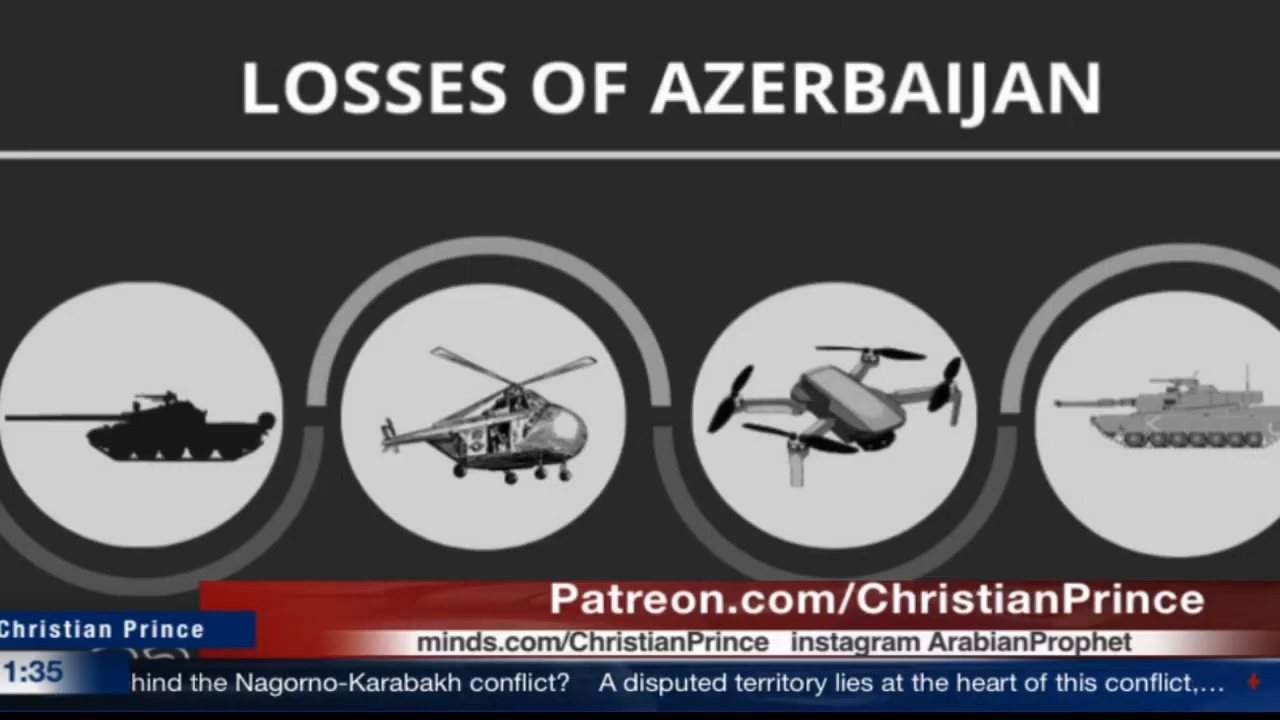 LOSSES OF AZERBAIJAN
Patreon.com/ChristianPrince
Christian Prince
minds.com/ChristianPrince instagram ArabianProphet
1:35
hind the Nagorno-Karabakh conflict? A disputed territory lies at the heart of this conflict,...